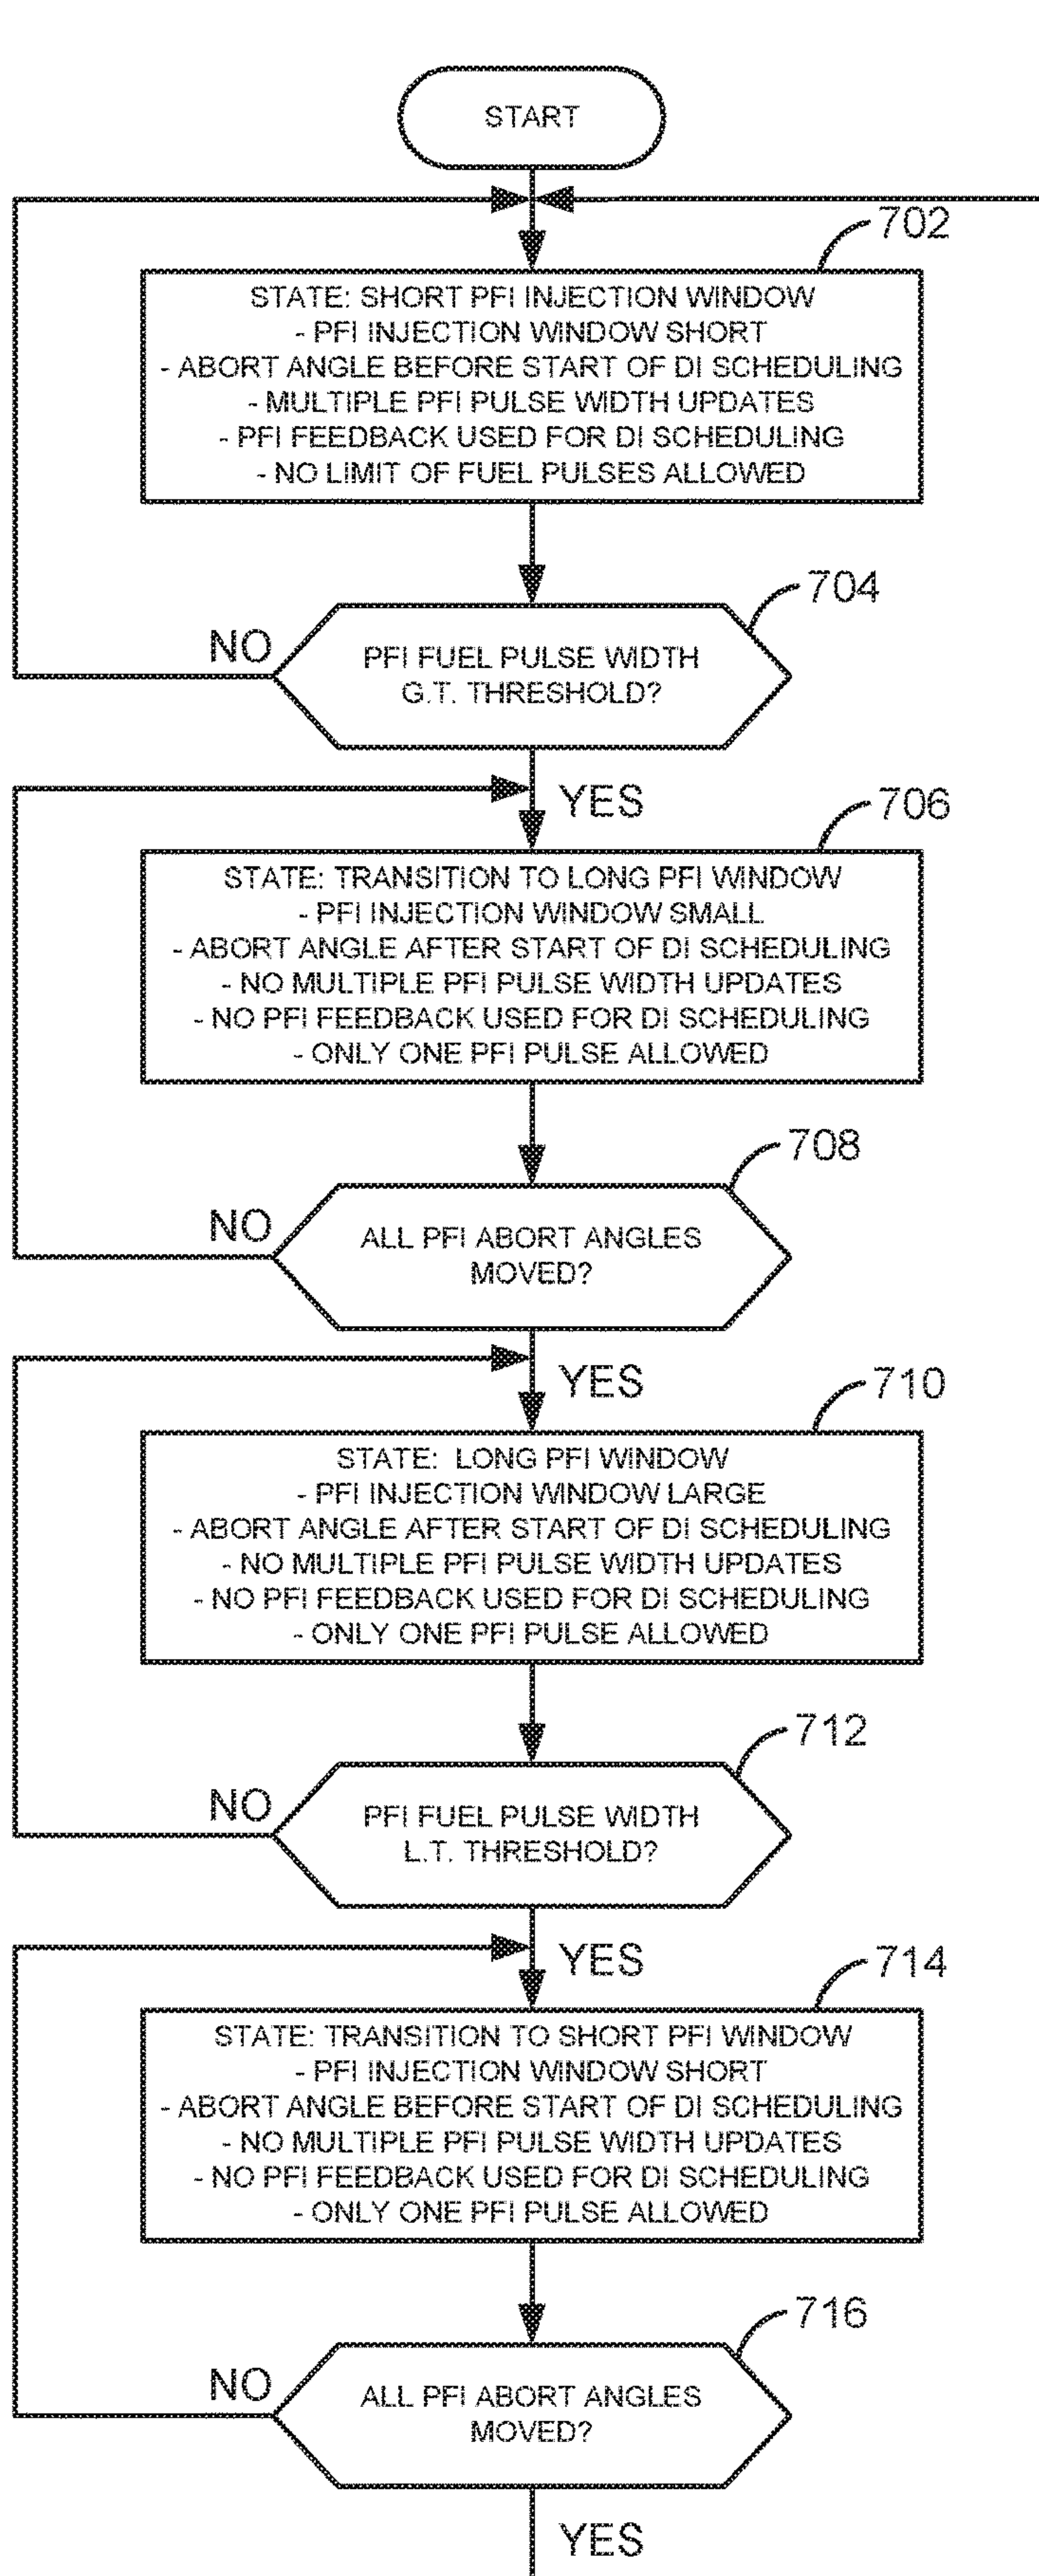 START
702
STATE: SHORT PFI INJECTION WINDOW
- PFI INJECTION WINDOW SHORT
- ABORT ANGLE BEFORE START OF DI SCHEDULING
- MULTIPLE PFI PULSE WIDTH UPDATES
- PFI FEEDBACK USED FOR DI SCHEDULING
- NO LIMIT OF FUEL PULSES ALLOWED
704
NO
PFI FUEL PULSE WIDTH
G.T. THRESHOLD?
YES
706
STATE: TRANSITION TO LONG PFI WINDOW
- PFI INJECTION WINDOW SMALL
- ABORT ANGLE AFTER START OF DI SCHEDULING
- NO MULTIPLE PFI PULSE WIDTH UPDATES
- NO PFI FEEDBACK USED FOR DI SCHEDULING
- ONLY ONE PFI PULSE ALLOWED
708
NO
ALL PFI ABORT ANGLES
MOVED?
YES
710
STATE: LONG PFI WINDOW
- PFI INJECTION WINDOW LARGE
- ABORT ANGLE AFTER START OF DI SCHEDULING
- NO MULTIPLE PFI PULSE WIDTH UPDATES
- NO PFI FEEDBACK USED FOR DI SCHEDULING
- ONLY ONE PFI PULSE ALLOWED
712
NO
PFI FUEL PULSE WIDTH
L.T. THRESHOLD?
YES
714
STATE: TRANSITION TO SHORT PFI WINDOW
- PFI INJECTION WINDOW SHORT
- ABORT ANGLE BEFORE START OF DI SCHEDULING
- NO MULTIPLE PFI PULSE WIDTH UPDATES
- NO PFI FEEDBACK USED FOR DI SCHEDULING
- ONLY ONE PFI PULSE ALLOWED
716
NO
ALL PFI ABORT ANGLES
MOVED?
YES